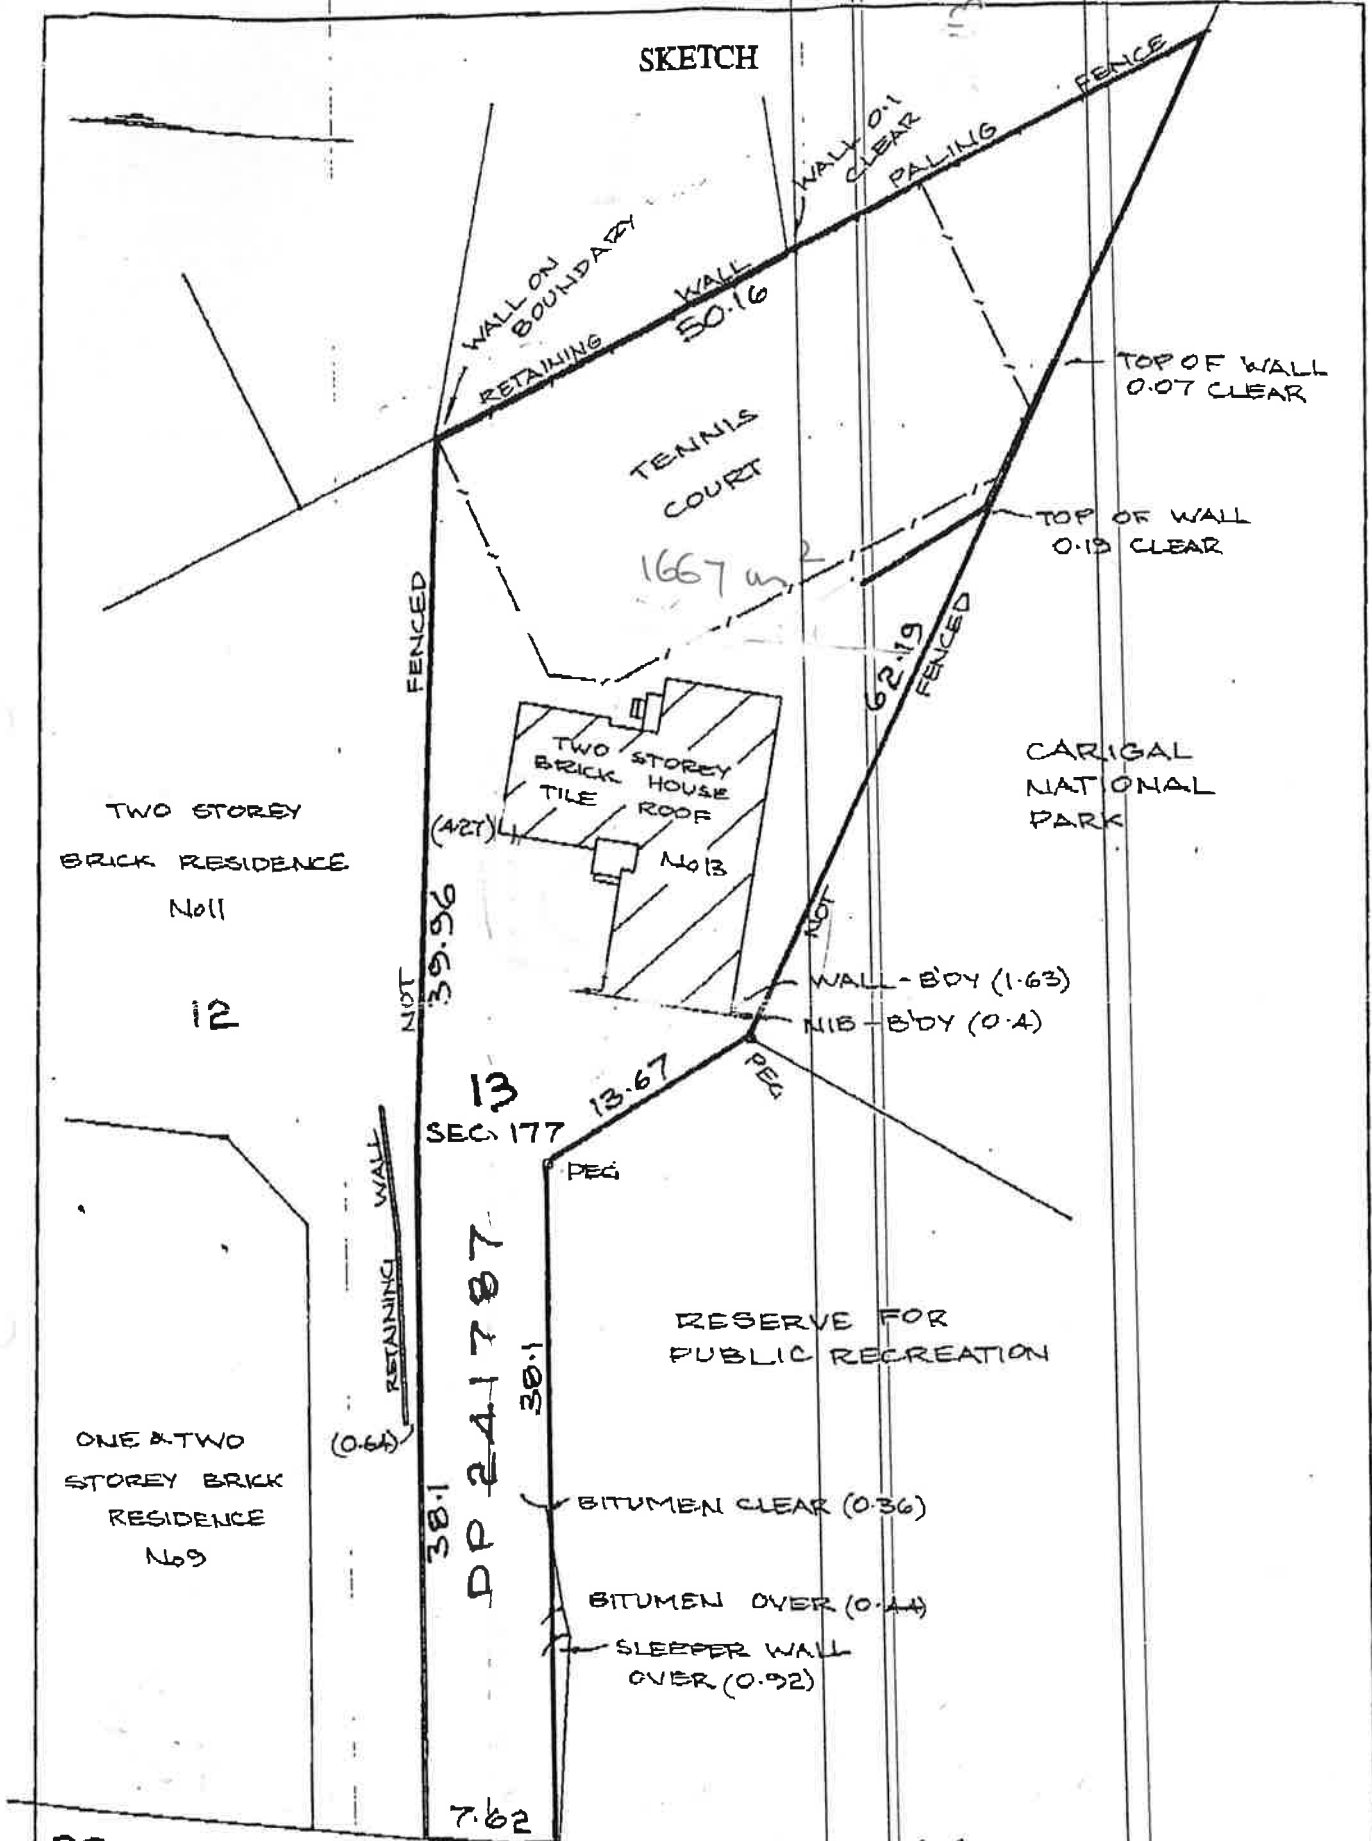 SKETCH
WALL 0.1
CLEAR
FENCE
PALING
WALL ON
BOUNDARY
WALL
RETAINING
50.16
TENNIS
COURT
1667 m²
TOP OF WALL
0.07 CLEAR
TOP OF WALL
0.19 CLEAR
FENCED
62.19
FENCED
TWO STOREY
BRICK HOUSE
TILE ROOF
No13
CARIGAL
NATIONAL
PARK
TWO STOREY
BRICK RESIDENCE
No11
(4.27)
39.96
NOT
NOT
12
WALL-B'DY (1.63)
NIB-B'DY (0.4)
PEG
13.67
13
SEC. 177
PEG
RETAINING WALL
DP 241787
38.1
RESERVE FOR
PUBLIC RECREATION
ONE & TWO
STOREY BRICK
RESIDENCE
No9
(0.64)
38.1
BITUMEN CLEAR (0.36)
BITUMEN OVER (0.44)
SLEEPER WALL
OVER (0.92)
7.62